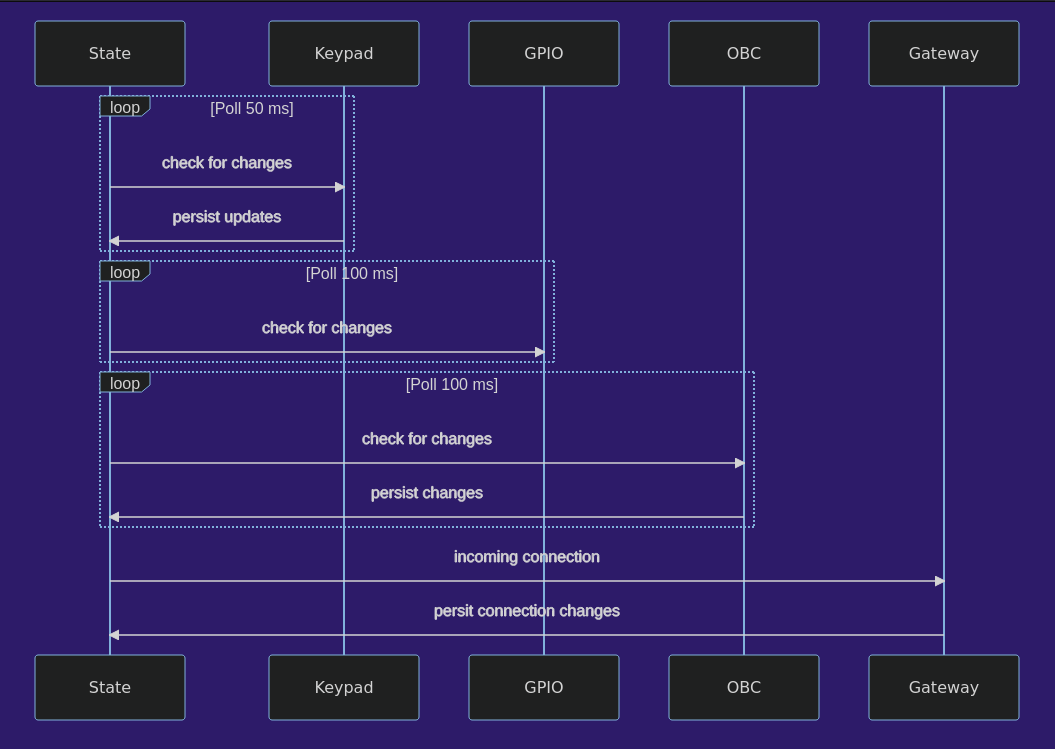 State
Keypad
GPIO
OBC
Gateway
loop
[Poll 50 ms]
check for changes
persist updates
loop
[Poll 100 ms]
check for changes
loop
[Poll 100 ms]
check for changes
persist changes
incoming connection
persit connection changes
State
Keypad
GPIO
OBC
Gateway